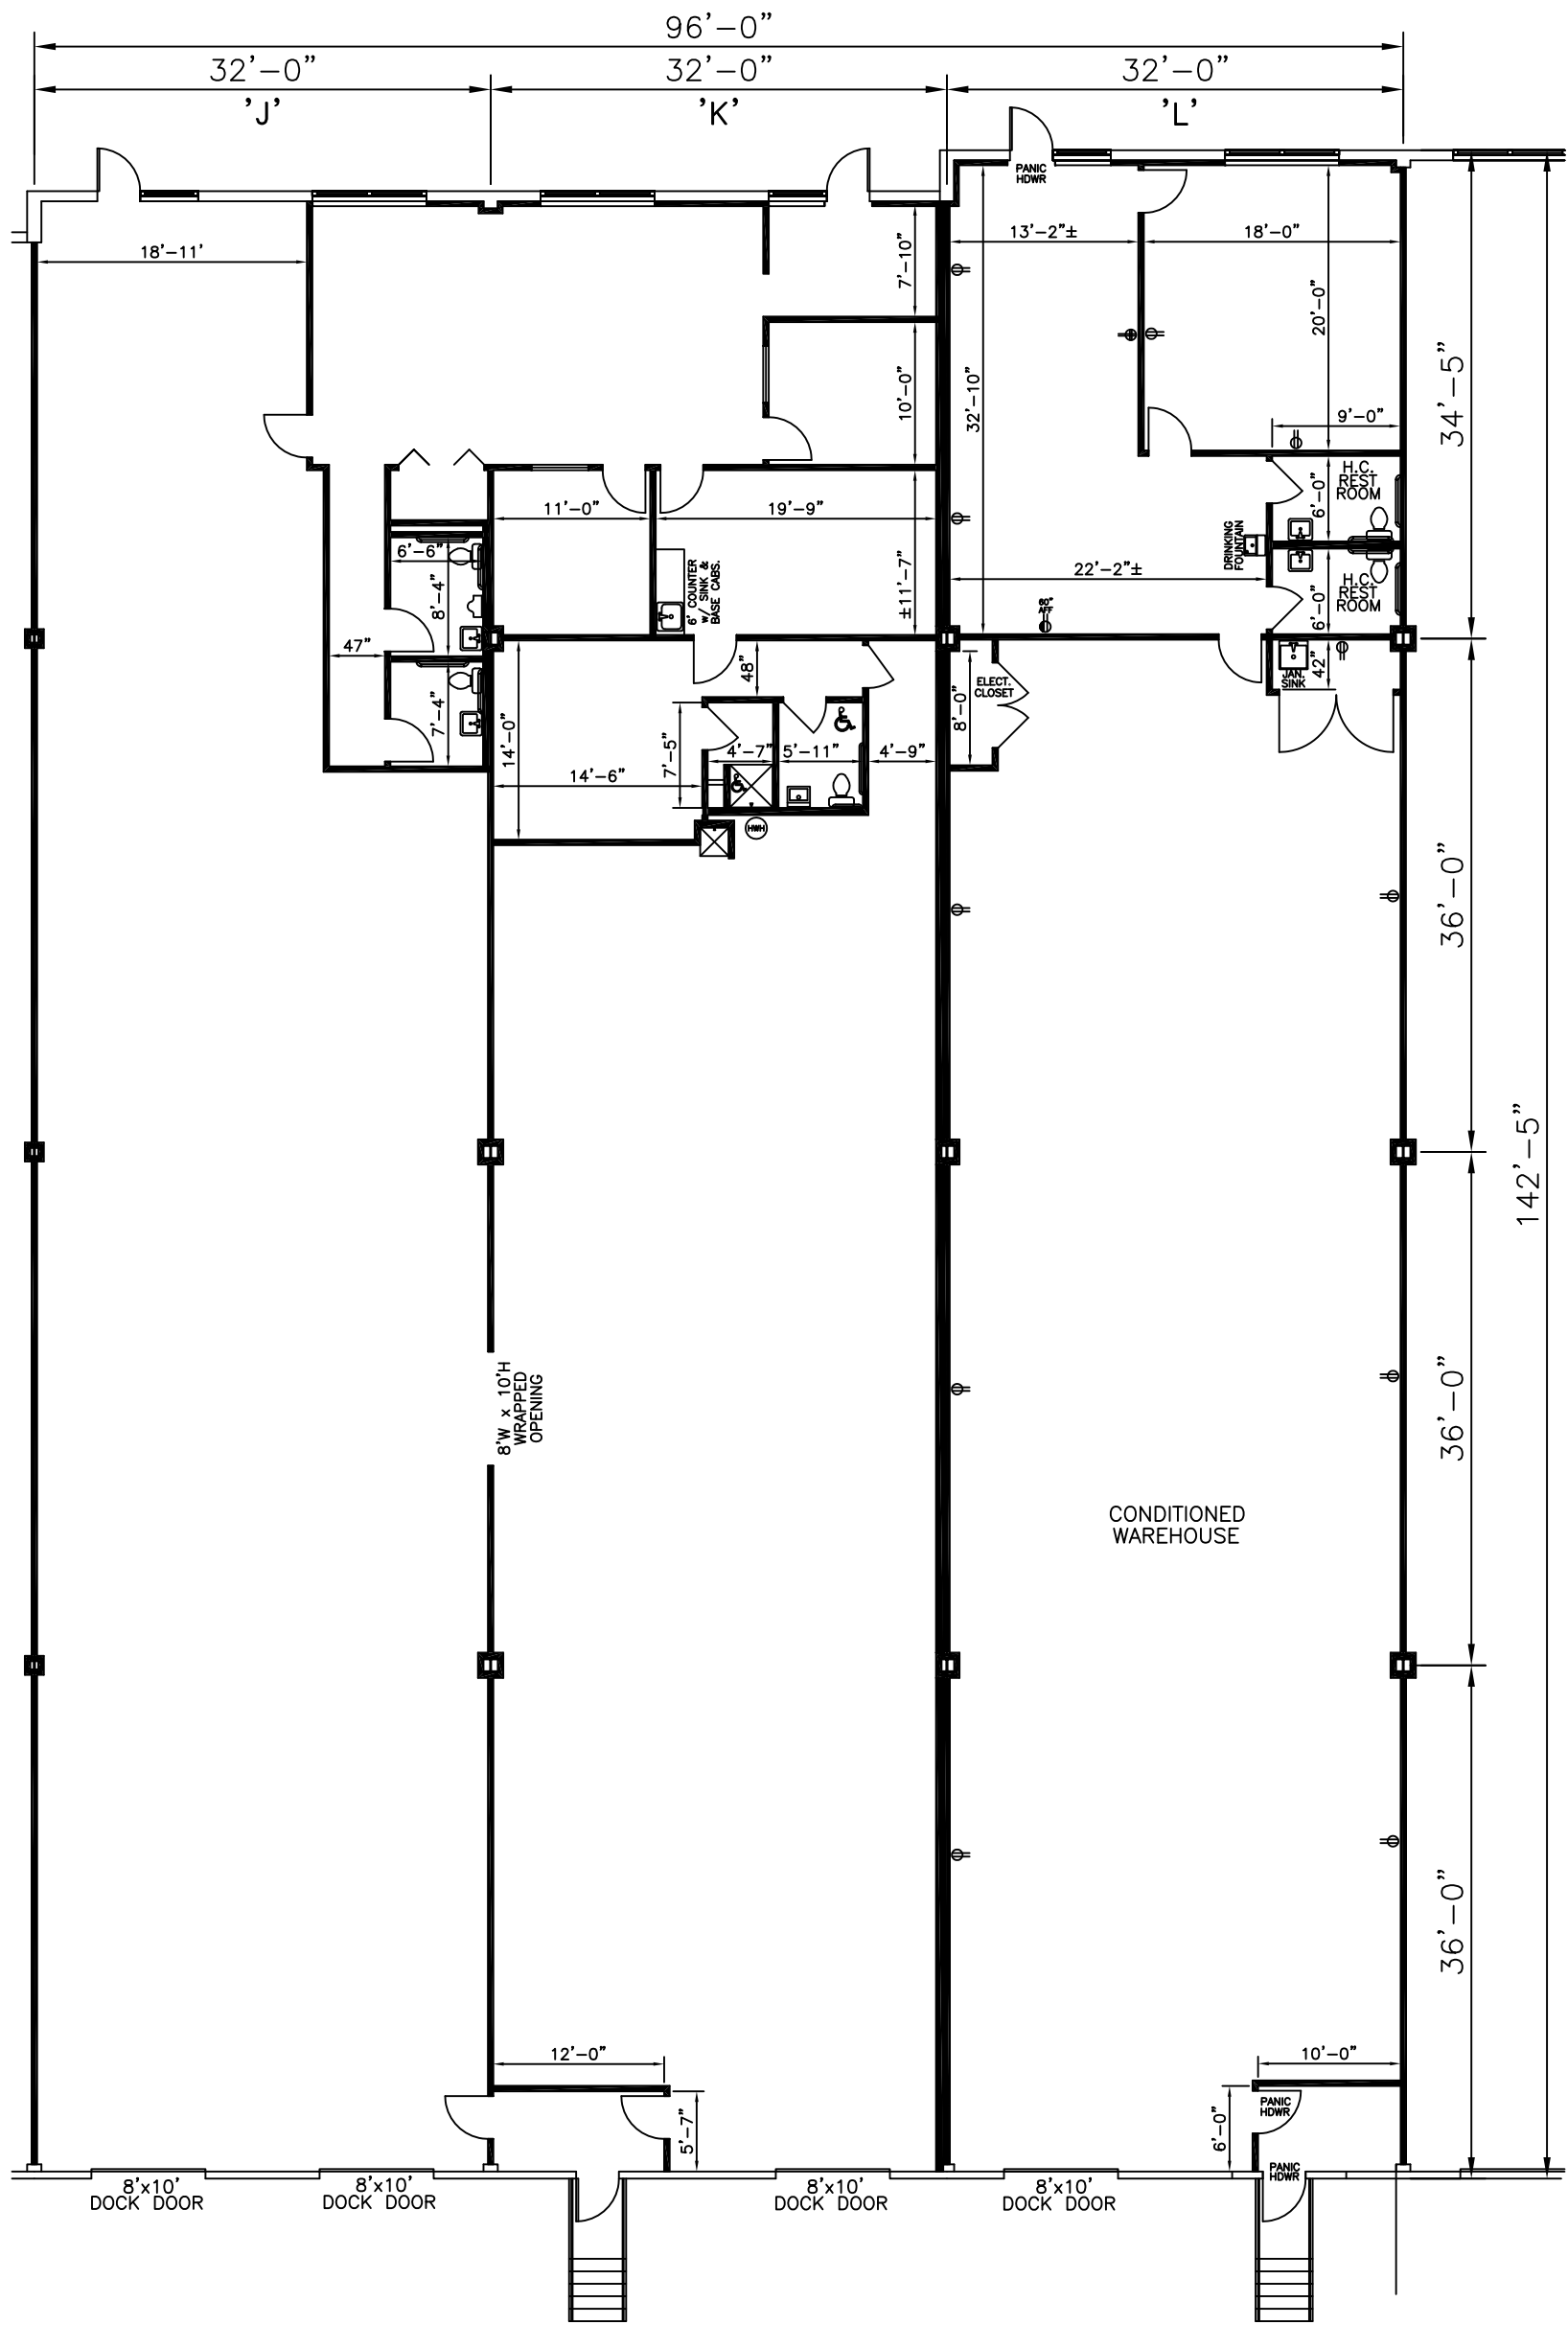 96'-0"
32'-0"
32'-0"
32'-0"
'J'
'K'
'L'
PANIC
HDWR
18'-11'
7'-10"
13'-2"±
18'-0"
20'-0"
10'-0"
32'-10"
34'-5"
9'-0"
H.C.
REST
ROOM
6'-0"
11'-0"
19'-9"
DRINKING
FOUNTAIN
6'-6"
8'-4"
6' COUNTER
w/ SINK &
BASE CABS.
±11'-7"
22'-2"±
6'-0"
H.C.
REST
ROOM
60"
AFF
47"
48"
42"
JAN.
SINK
ELECT.
CLOSET
8'-0"
7'-4"
14'-0"
7'-5"
4'-7"
5'-11"
4'-9"
14'-6"
HWH
36'-0"
142'-5"
8'W x 10'H
WRAPPED
OPENING
36'-0"
CONDITIONED
WAREHOUSE
36'-0"
12'-0"
10'-0"
5'-7"
6'-0"
PANIC
HDWR
PANIC
HDWR
8'x10'
DOCK DOOR
8'x10'
DOCK DOOR
8'x10'
DOCK DOOR
8'x10'
DOCK DOOR